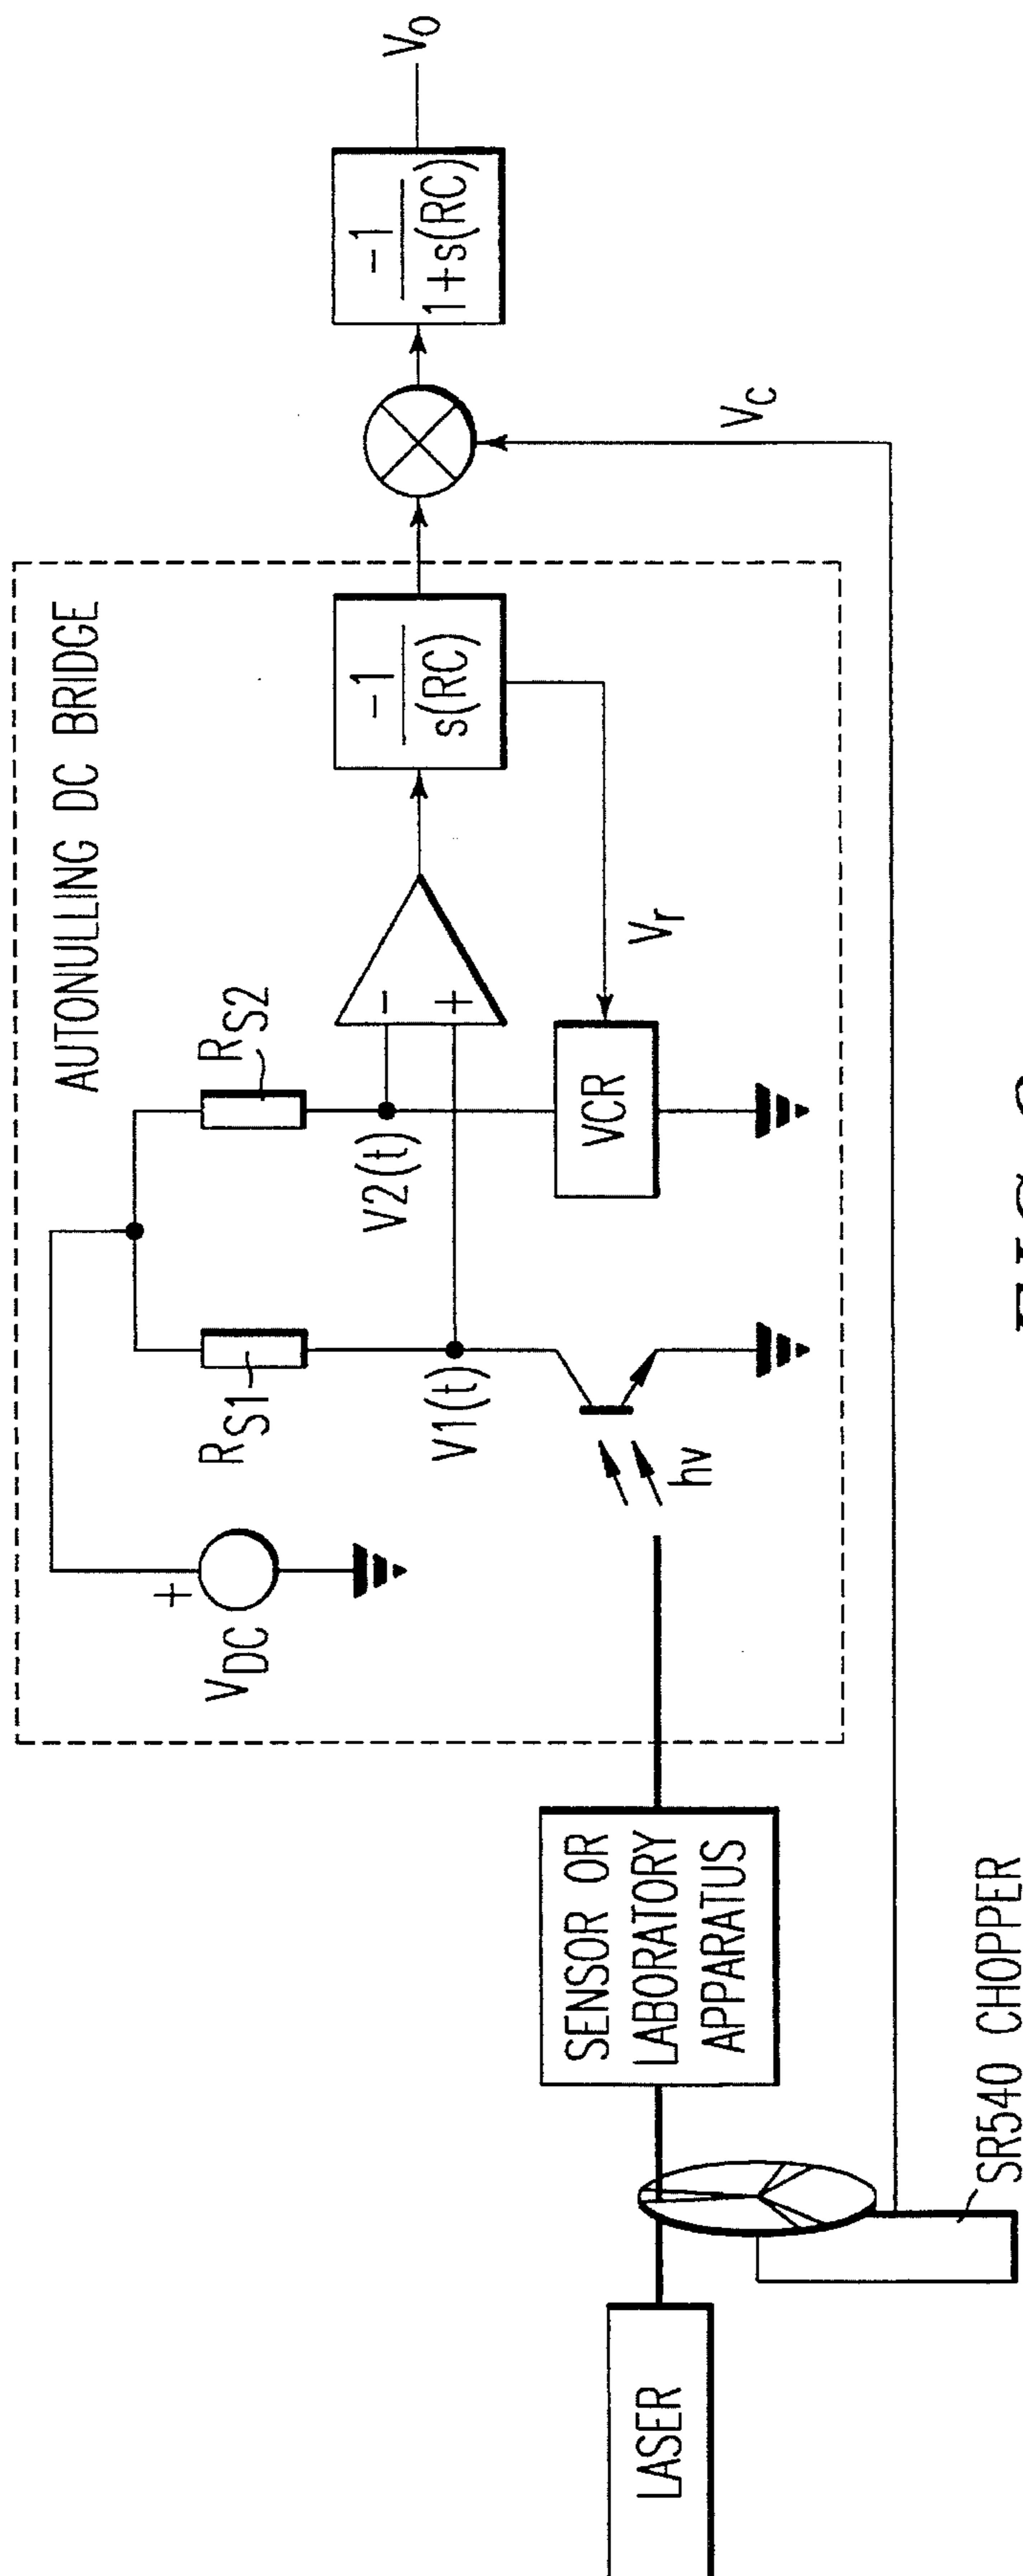 AUTONULLING DC BRIDGE
V_DC
+
R_S1
R_S2
V1(t)
V2(t)
-
+
hv
VCR
V_r
-1
s(RC)
-1
1+s(RC)
V_O
V_C
LASER
SENSOR OR
LABORATORY
APPARATUS
SR540 CHOPPER